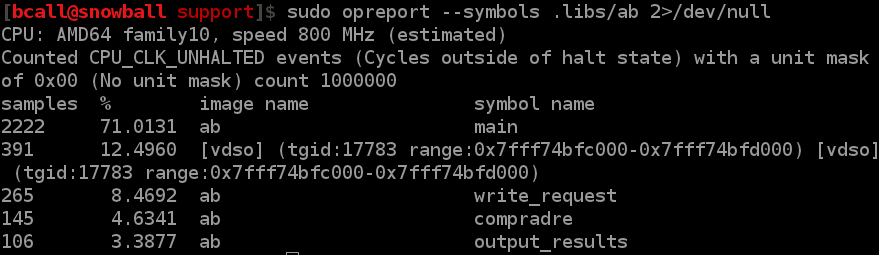 [bcall@snowball support]$ sudo opreport --symbols .libs/ab 2>/dev/null
CPU: AMD64 family10, speed 800 MHz (estimated)
Counted CPU_CLK_UNHALTED events (Cycles outside of halt state) with a unit mask
of 0x00 (No unit mask) count 1000000
samples  %        image name               symbol name
2222     71.0131  ab                       main
391      12.4960  [vdso] (tgid:17783 range:0x7fff74bfc000-0x7fff74bfd000) [vdso]
 (tgid:17783 range:0x7fff74bfc000-0x7fff74bfd000)
265       8.4692  ab                       write_request
145       4.6341  ab                       compradre
106       3.3877  ab                       output_results